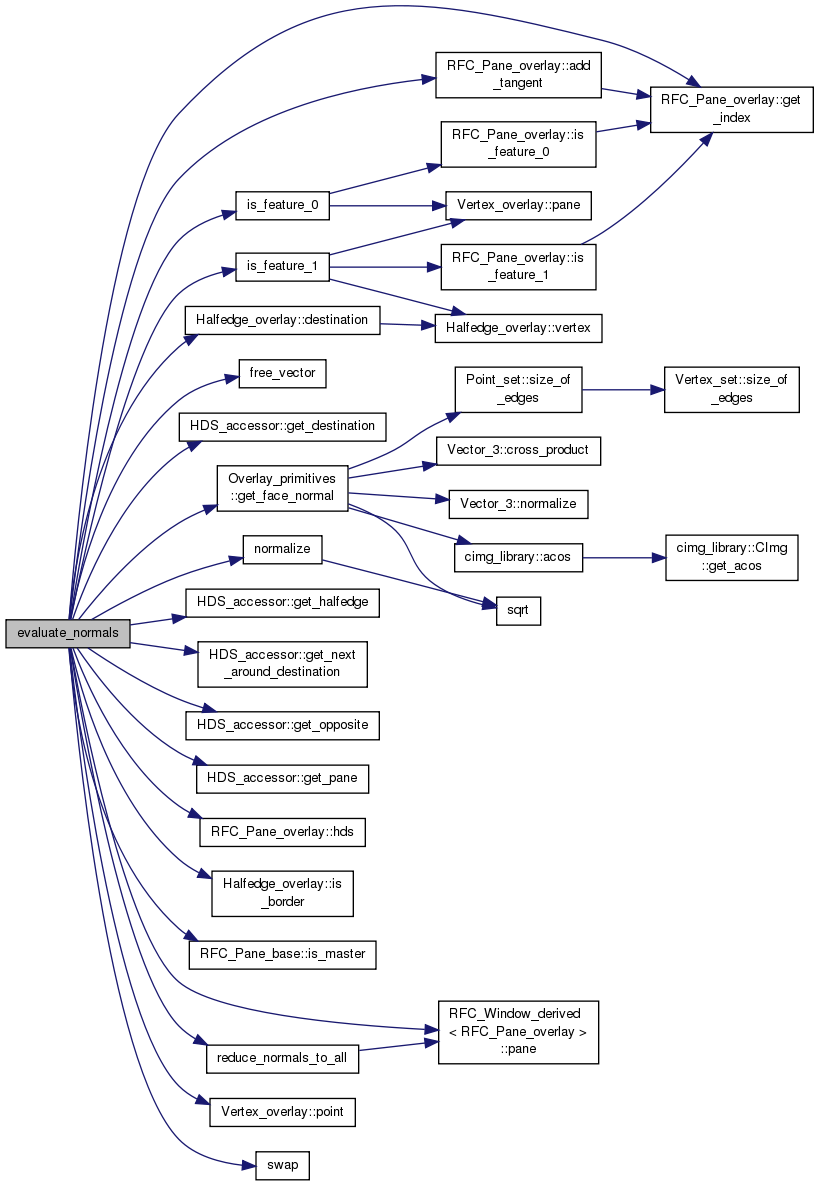 RFC_Pane_overlay::add
_tangent
RFC_Pane_overlay::get
_index
RFC_Pane_overlay::is
_feature_0
is_feature_0
Vertex_overlay::pane
is_feature_1
RFC_Pane_overlay::is
_feature_1
Halfedge_overlay::destination
Halfedge_overlay::vertex
free_vector
Point_set::size_of
_edges
Vertex_set::size_of
_edges
HDS_accessor::get_destination
Vector_3::cross_product
Overlay_primitives
::get_face_normal
Vector_3::normalize
normalize
cimg_library::acos
cimg_library::CImg
::get_acos
HDS_accessor::get_halfedge
sqrt
evaluate_normals
HDS_accessor::get_next
_around_destination
HDS_accessor::get_opposite
HDS_accessor::get_pane
RFC_Pane_overlay::hds
Halfedge_overlay::is
_border
RFC_Pane_base::is_master
RFC_Window_derived
< RFC_Pane_overlay >
::pane
reduce_normals_to_all
Vertex_overlay::point
swap